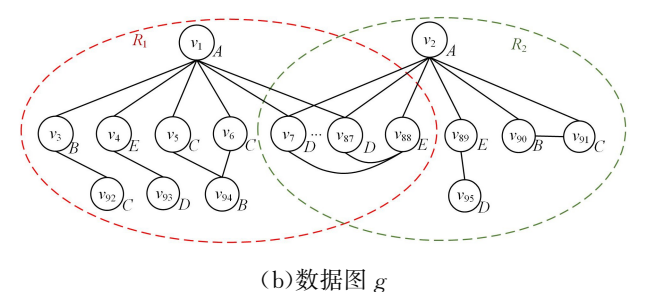 R₁ v₁ A v₂ A R₂
v₃ B v₄ E v₅ C v₆ C v₇ D ... v₈₇ D v₈₈ E v₈₉ E v₉₀ B v₉₁ C
v₉₂ C v₉₃ D v₉₄ B v₉₅ D
(b)数据图 g